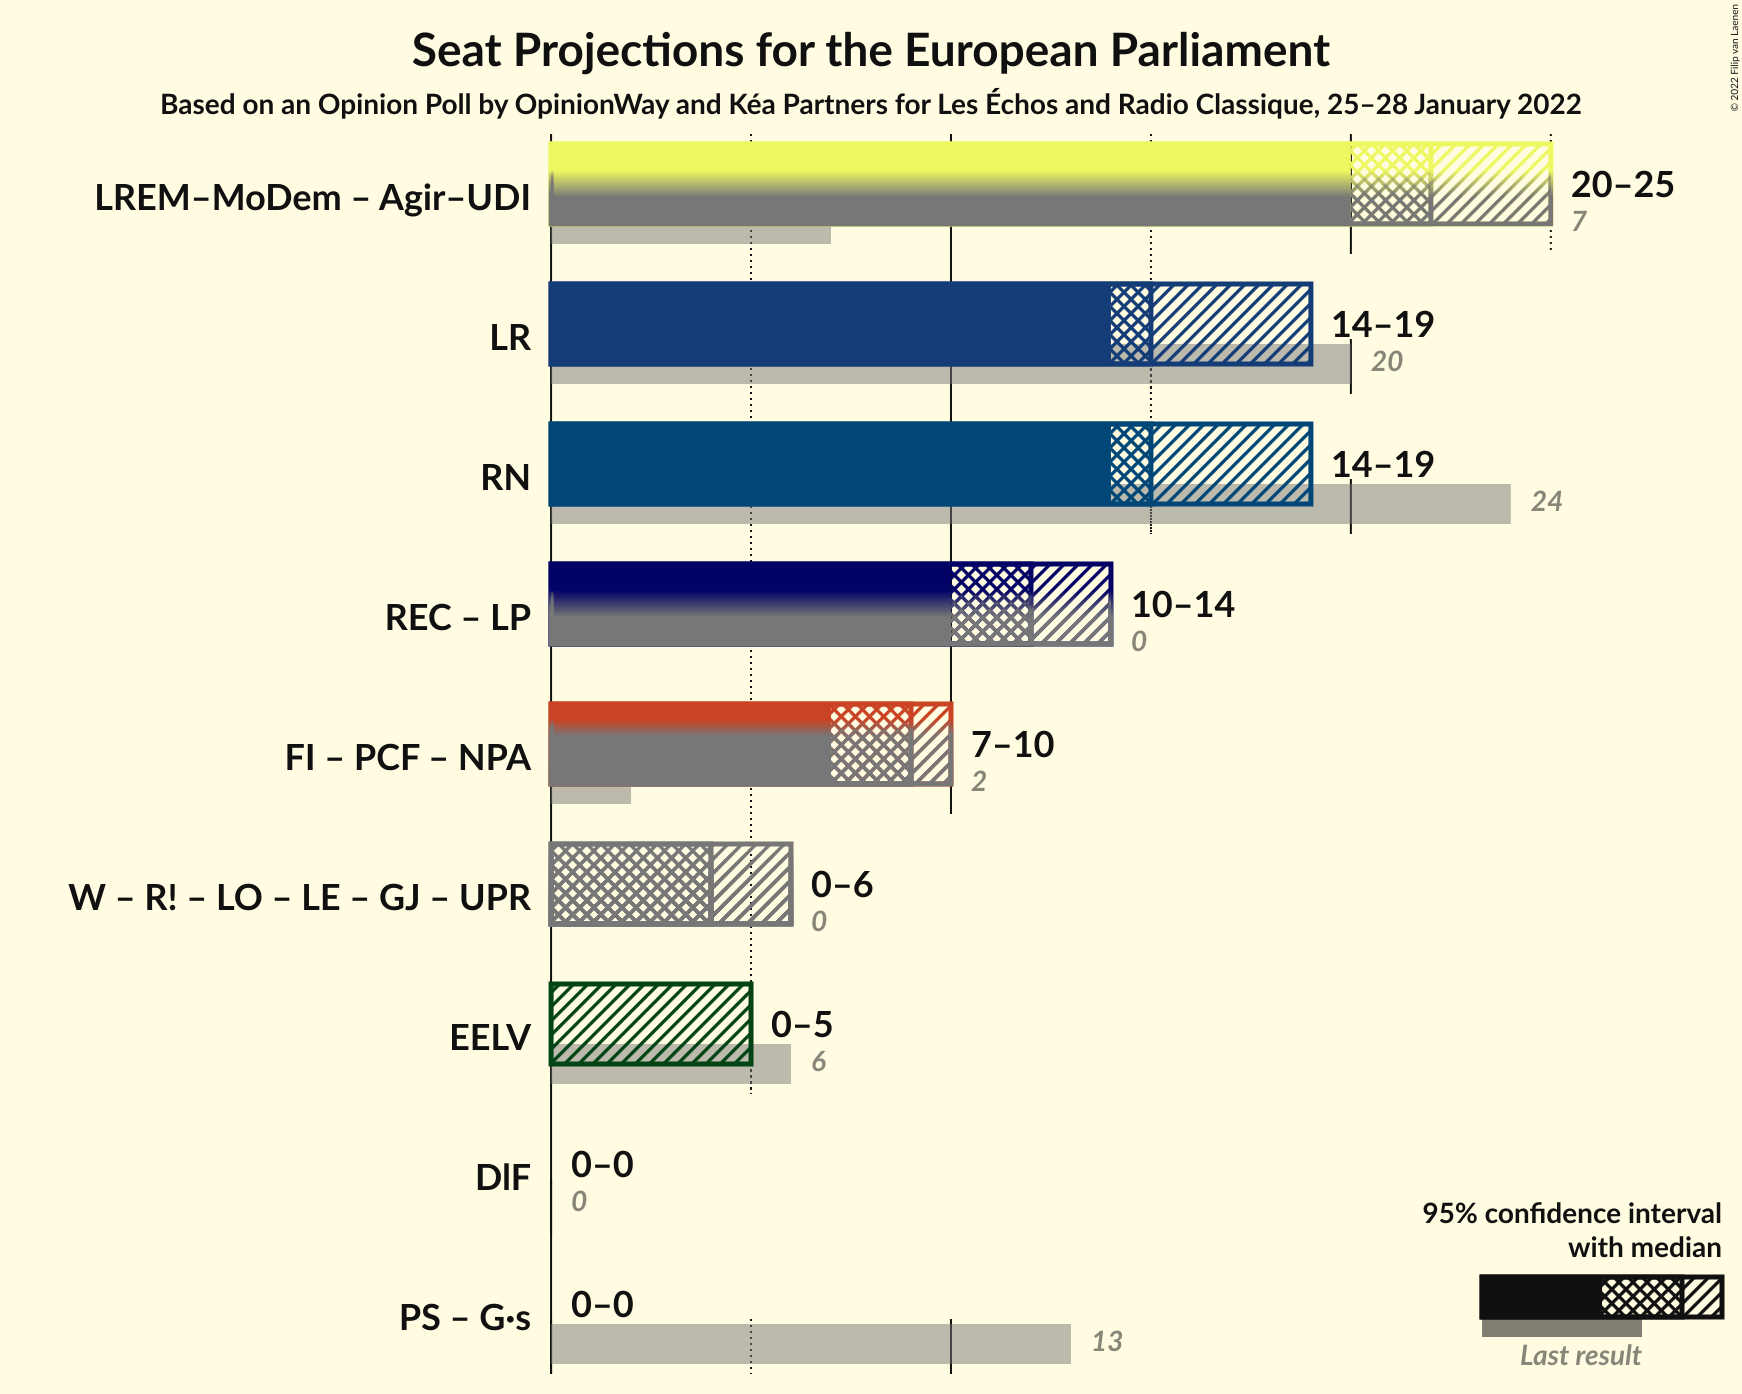 Seat Projections for the European Parliament
Based on an Opinion Poll by OpinionWay and Kéa Partners for Les Échos and Radio Classique, 25–28 January 2022
© 2022 Filip van Laenen
LREM–MoDem – Agir–UDI
20–25
7
LR
14–19
20
RN
14–19
24
REC – LP
10–14
0
FI – PCF – NPA
7–10
2
W – R! – LO – LE – GJ – UPR
0–6
0
EELV
0–5
6
DlF
0–0
0
PS – G·s
0–0
13
95% confidence interval
with median
Last result